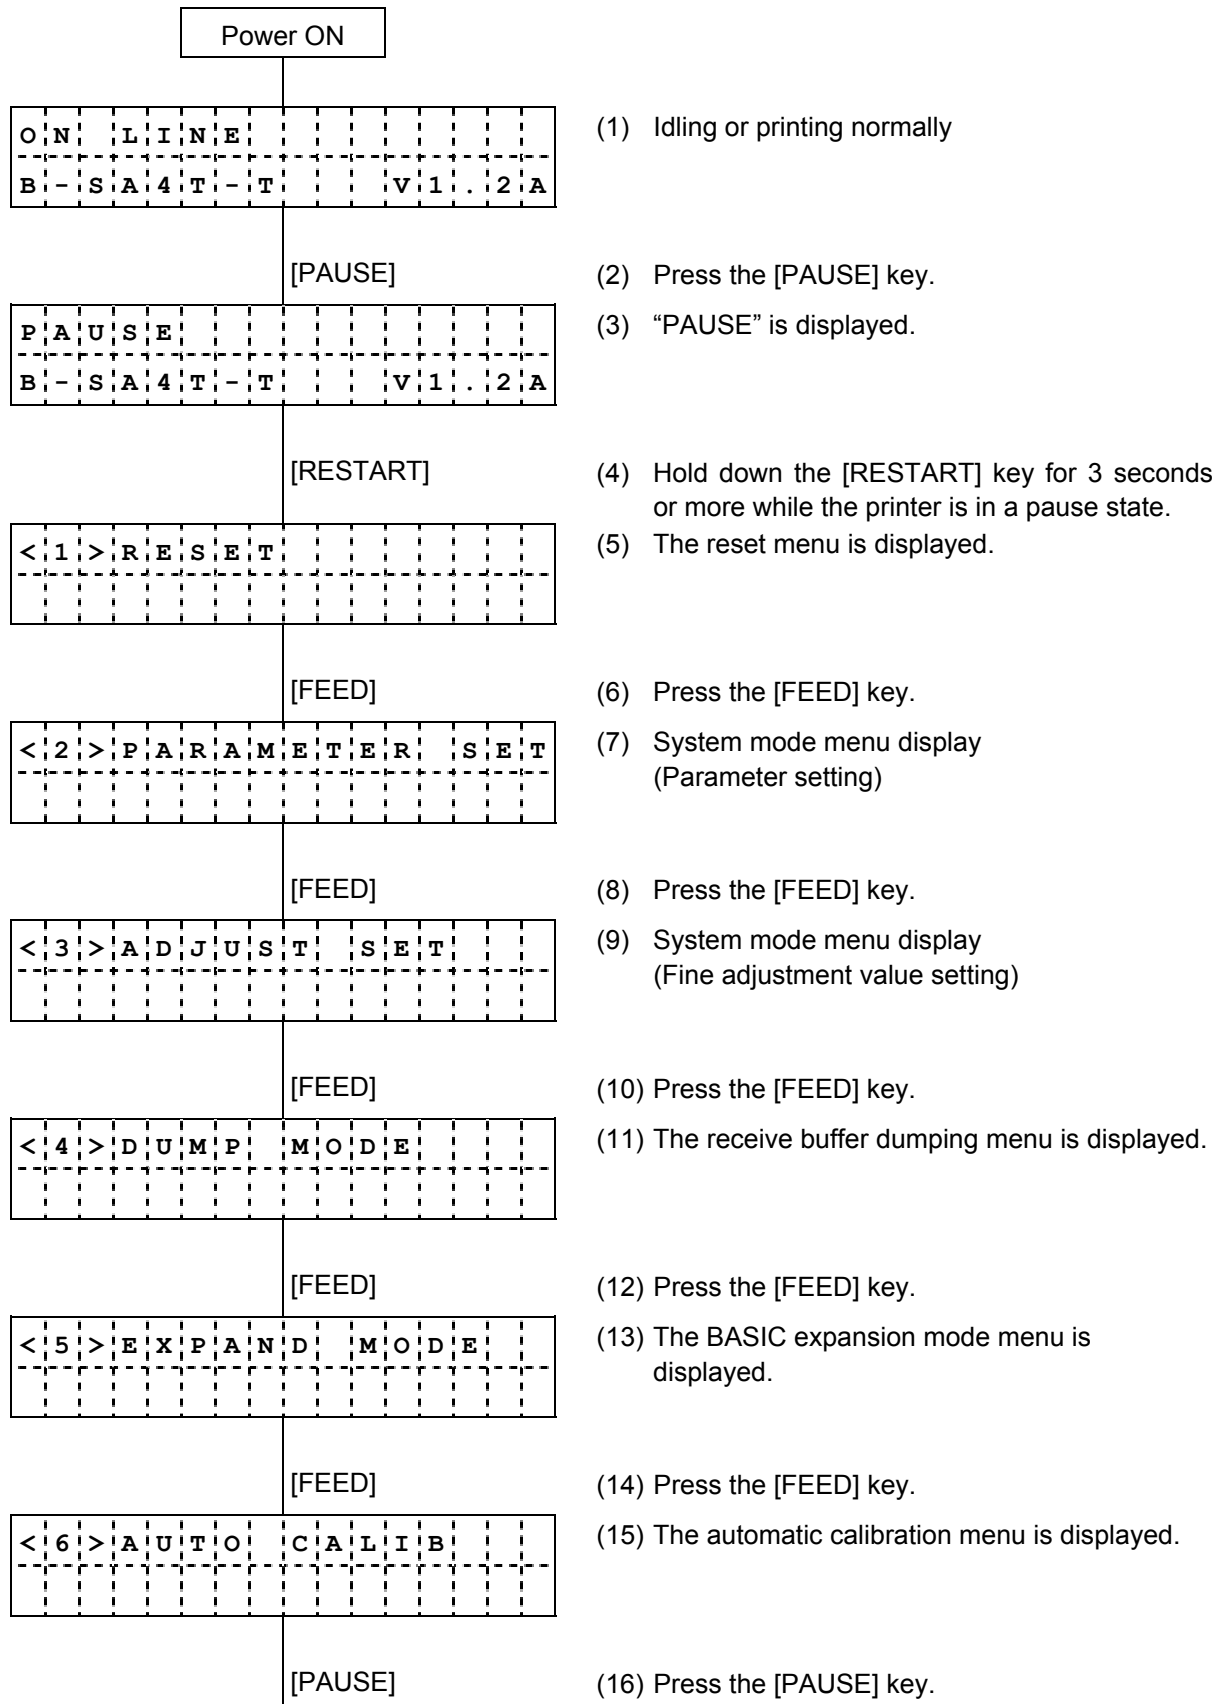 Power ON
ON LINE
B-SA4T-T V1.2A
(1) Idling or printing normally
[PAUSE]
(2) Press the [PAUSE] key.
PAUSE
B-SA4T-T V1.2A
(3) “PAUSE” is displayed.
[RESTART]
(4) Hold down the [RESTART] key for 3 seconds
or more while the printer is in a pause state.
<1>RESET
(5) The reset menu is displayed.
[FEED]
(6) Press the [FEED] key.
<2>PARAMETER SET
(7) System mode menu display
(Parameter setting)
[FEED]
(8) Press the [FEED] key.
<3>ADJUST SET
(9) System mode menu display
(Fine adjustment value setting)
[FEED]
(10) Press the [FEED] key.
<4>DUMP MODE
(11) The receive buffer dumping menu is displayed.
[FEED]
(12) Press the [FEED] key.
<5>EXPAND MODE
(13) The BASIC expansion mode menu is
displayed.
[FEED]
(14) Press the [FEED] key.
<6>AUTO CALIB
(15) The automatic calibration menu is displayed.
[PAUSE]
(16) Press the [PAUSE] key.